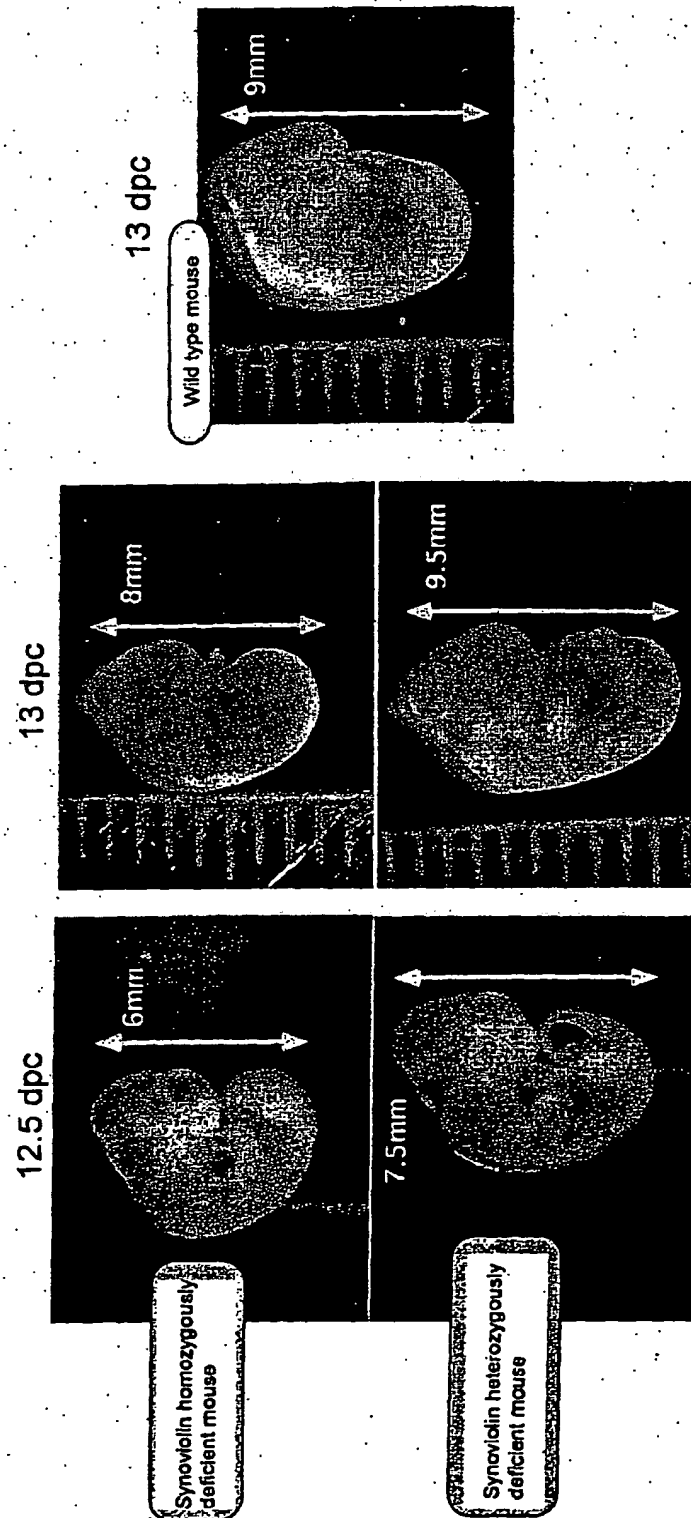 12.5 dpc
13 dpc
13 dpc
Wild type mouse
Synoviolin homozygously
deficient mouse
6mm
8mm
9mm
Synoviolin heterozygously
deficient mouse
7.5mm
9.5mm